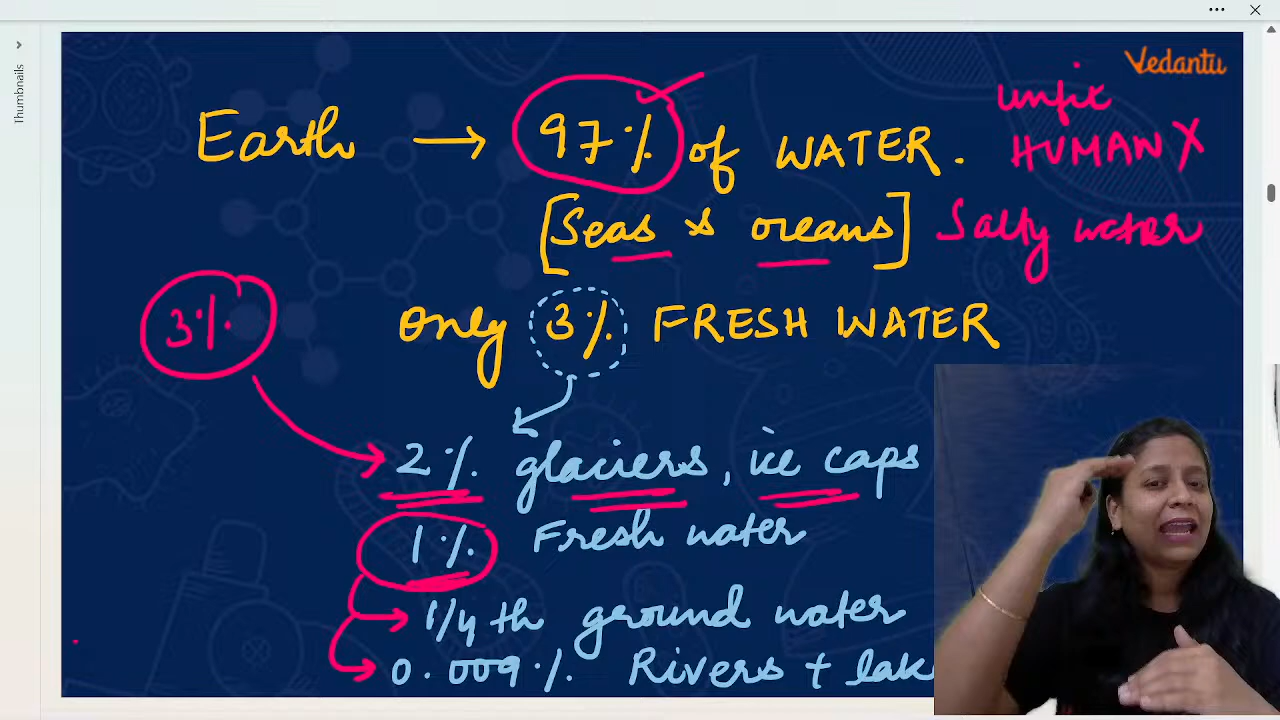 Thumbnails
Vedantu
Earth → 97% of WATER.
unfit
HUMAN X
[Seas & oceans] Salty water
3%
Only 3% FRESH WATER
2% glaciers, ice caps
1% Fresh water
1/4 th ground water
0.009% Rivers + lak